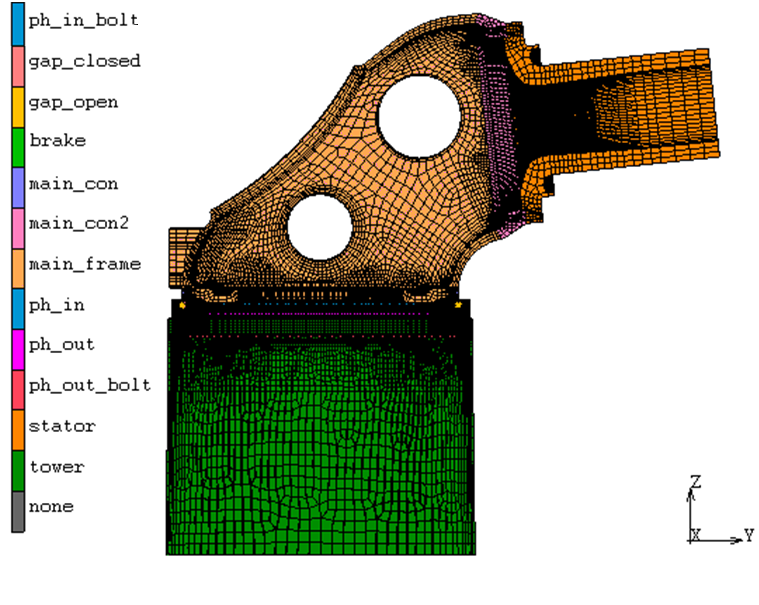 ph_in_bolt
gap_closed
gap_open
brake
main_con
main_con2
main_frame
ph_in
ph_out
ph_out_bolt
stator
tower
none
Z
X
Y